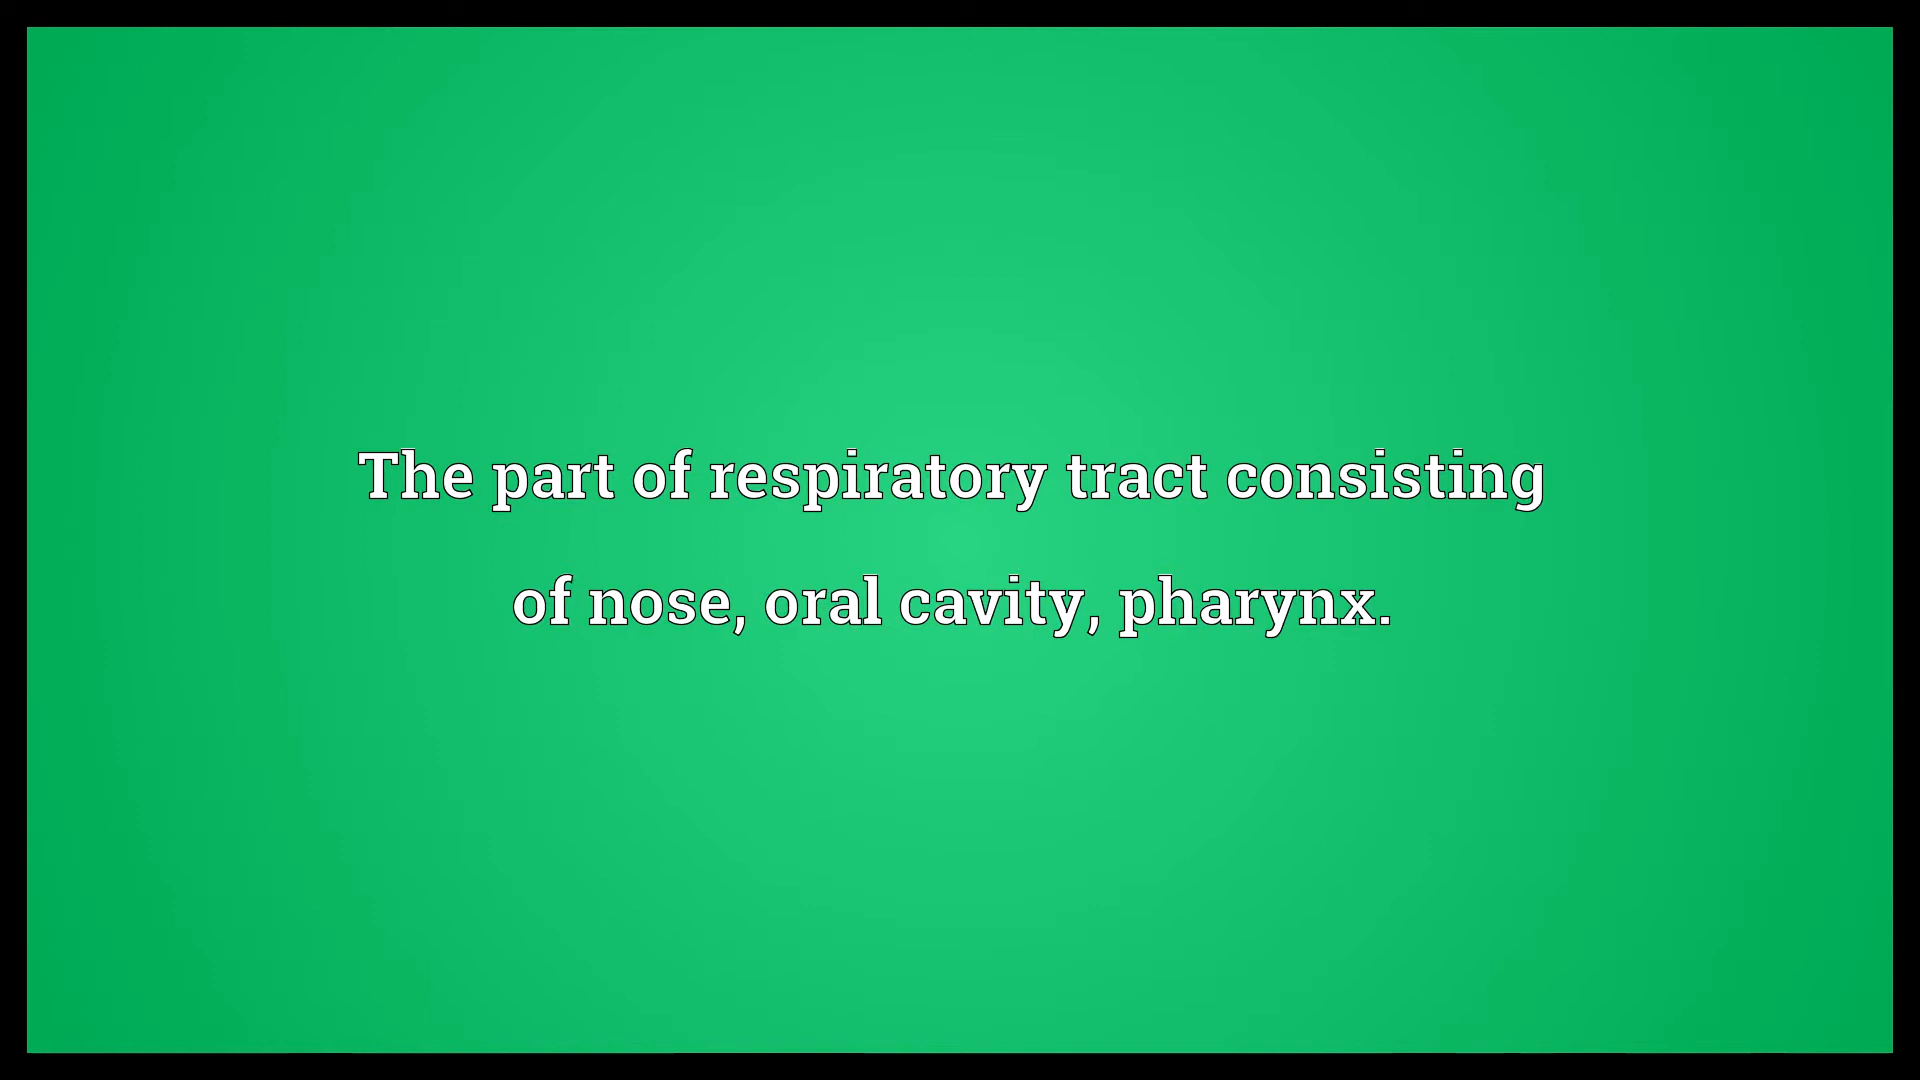 The part of respiratory tract consisting
of nose, oral cavity, pharynx.